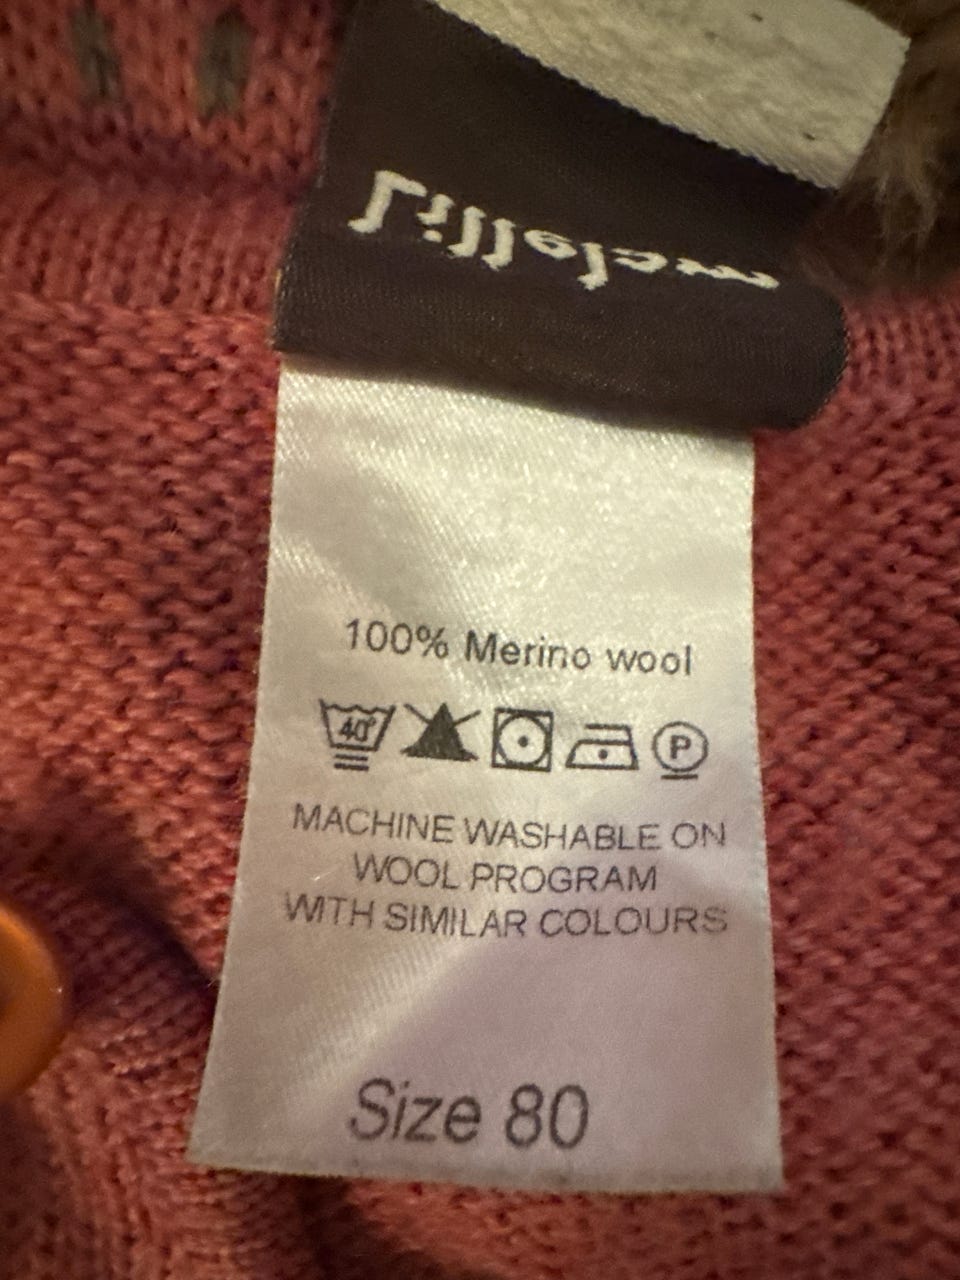 Lillelam
100% Merino wool
40°
P
MACHINE WASHABLE ON
WOOL PROGRAM
WITH SIMILAR COLOURS
Size 80